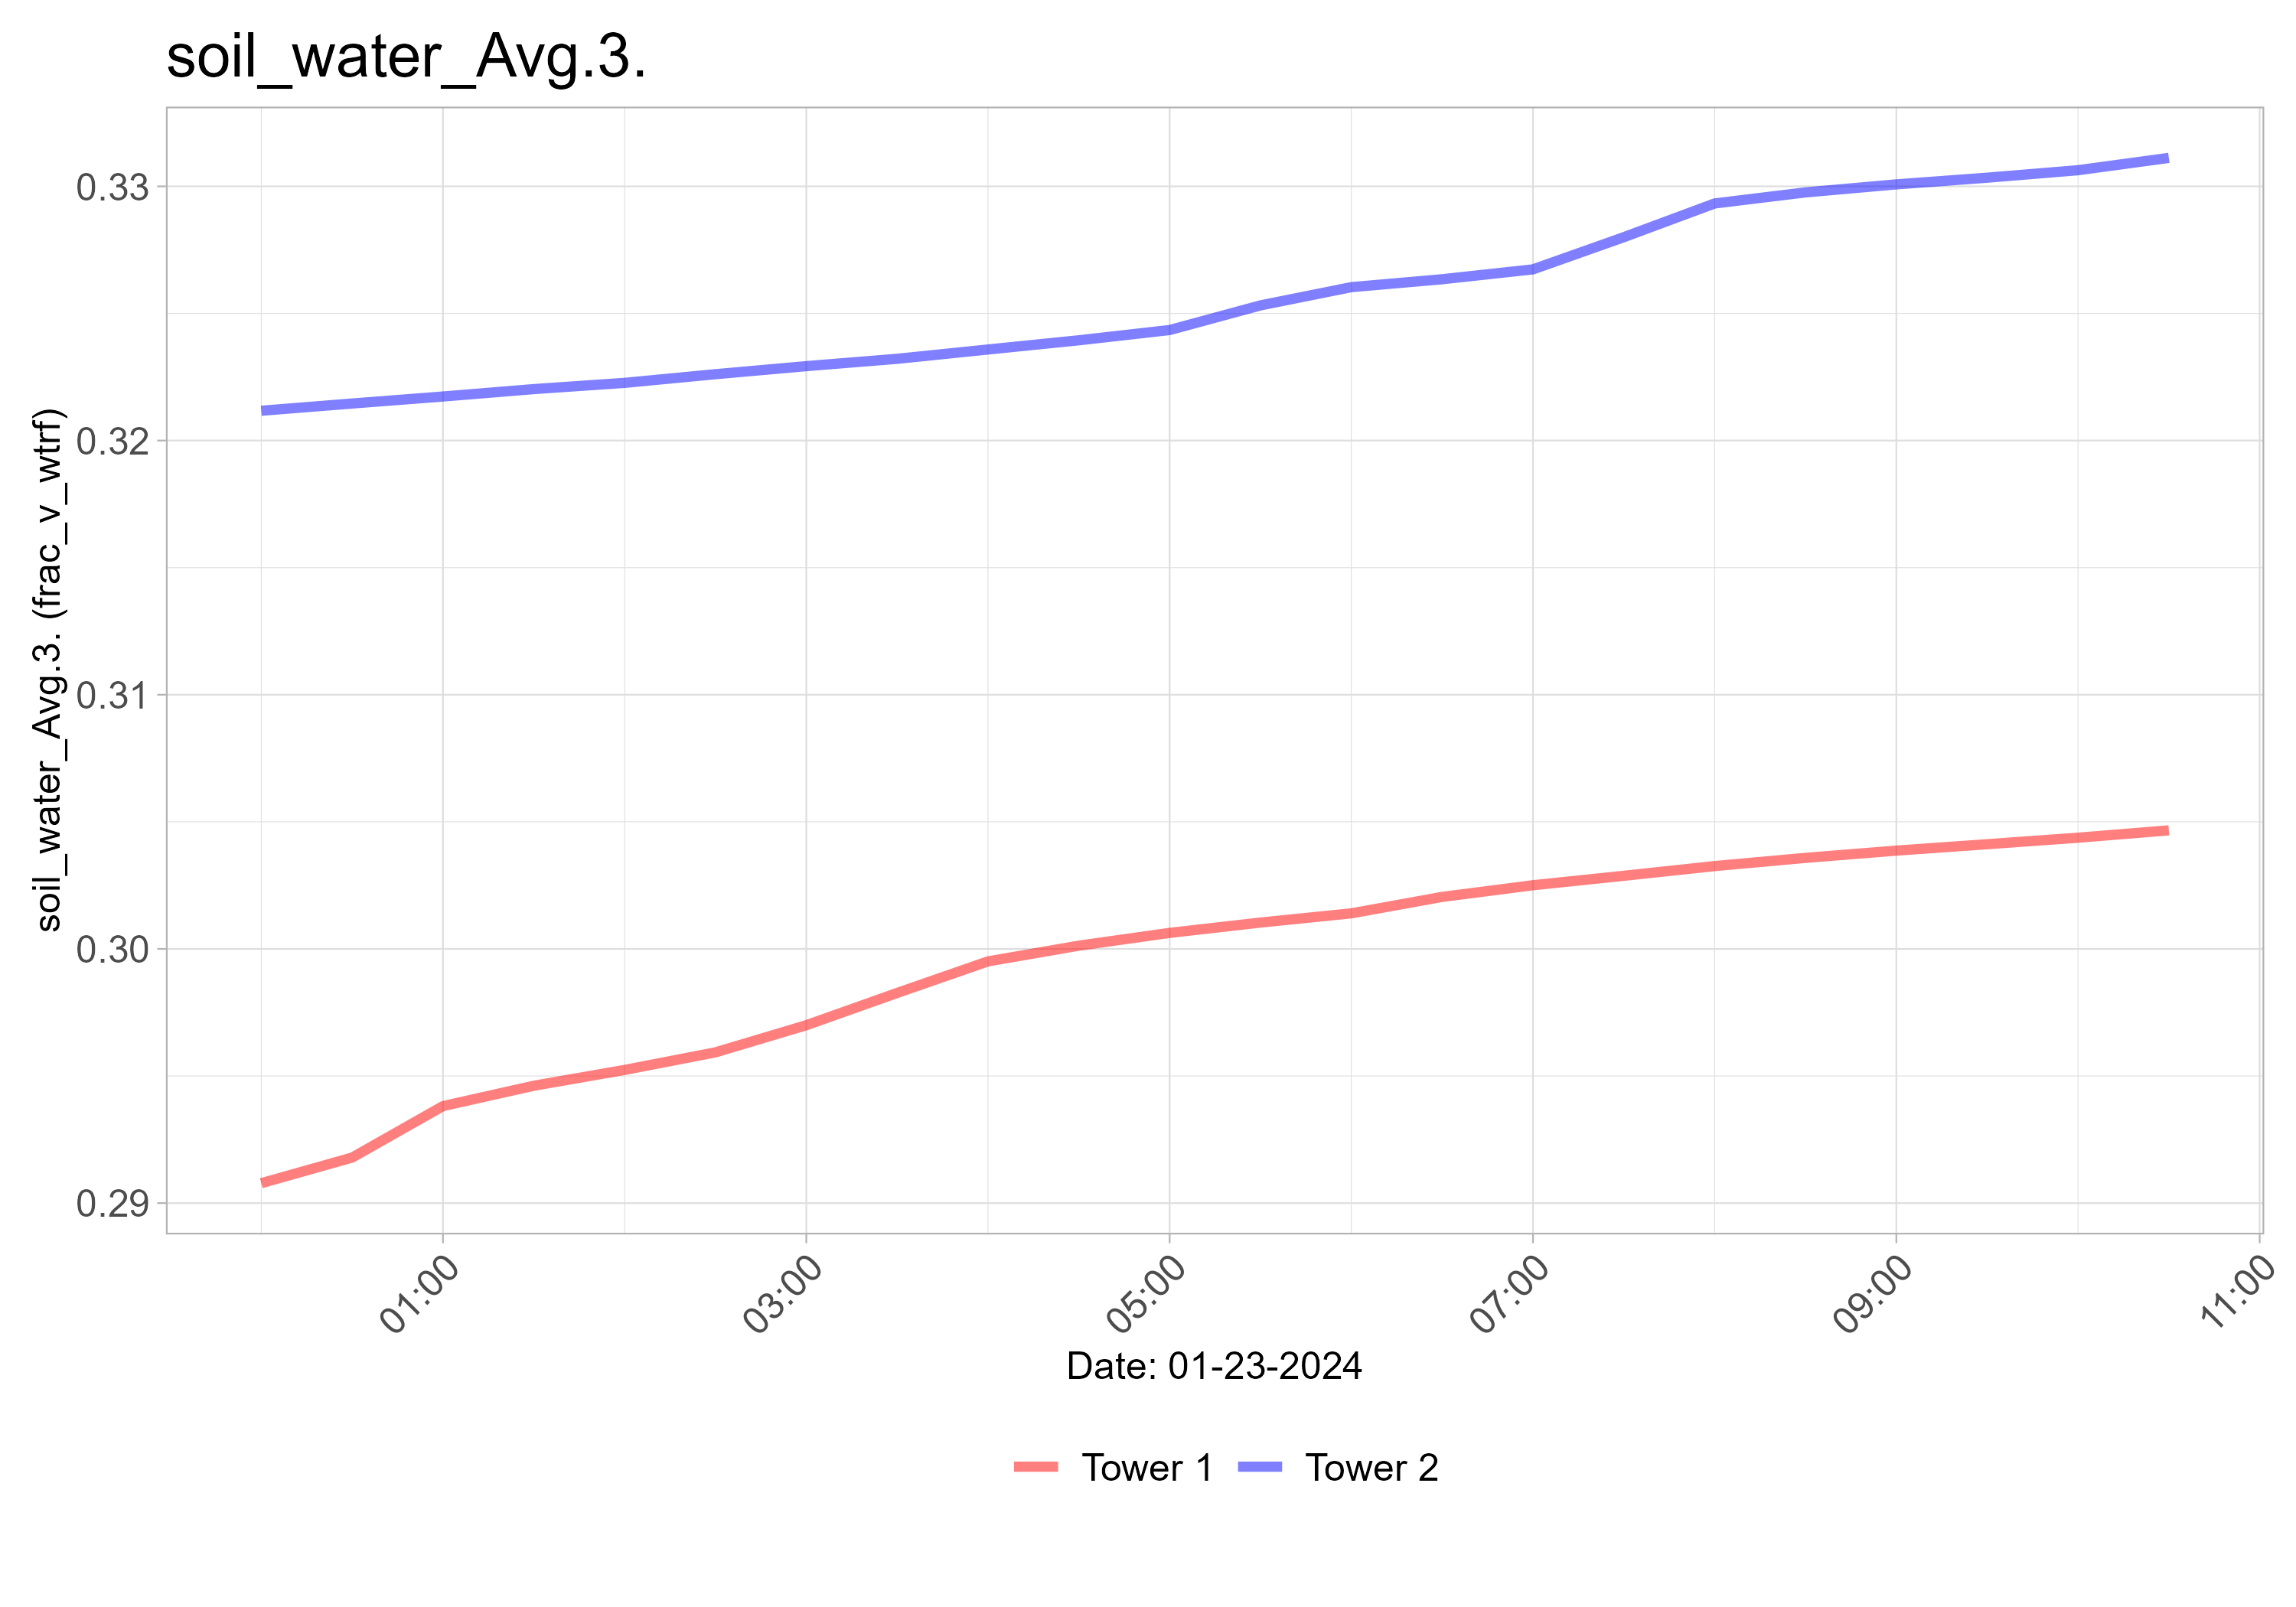 soil_water_Avg.3.
soil_water_Avg.3. (frac_v_wtrf)
0.33
0.32
0.31
0.30
0.29
01:00
03:00
05:00
07:00
09:00
11:00
Date: 01-23-2024
Tower 1
Tower 2